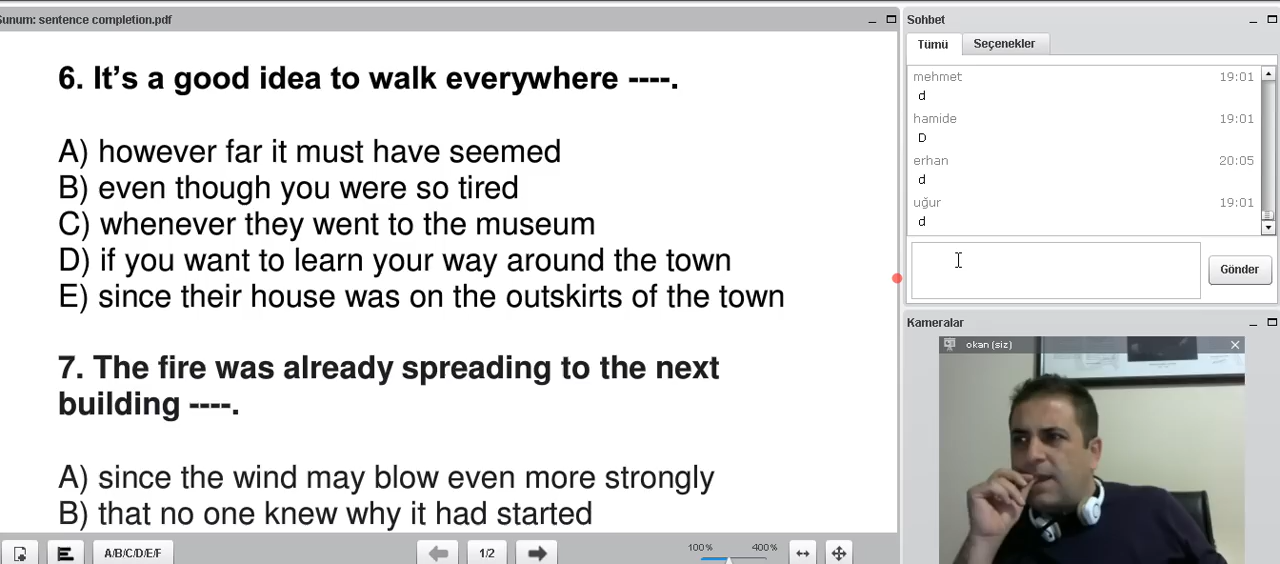 Sunum: sentence completion.pdf
6. It's a good idea to walk everywhere ----.
A) however far it must have seemed
B) even though you were so tired
C) whenever they went to the museum
D) if you want to learn your way around the town
E) since their house was on the outskirts of the town
7. The fire was already spreading to the next
building ----.
A) since the wind may blow even more strongly
B) that no one knew why it had started
A/B/C/D/E/F
1/2
100%
400%
Sohbet
Tümü
Seçenekler
mehmet 19:01
d
hamide 19:01
D
erhan 20:05
d
uğur 19:01
d
Gönder
Kameralar
okan (siz)